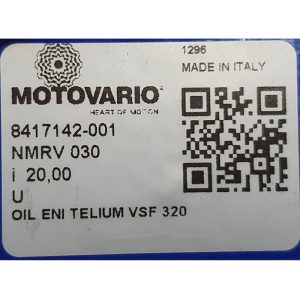 1296
MADE IN ITALY
MOTOVARIO®
HEART OF MOTION
8417142-001
NMRV 030
i 20,00
U
OIL ENI TELIUM VSF 320